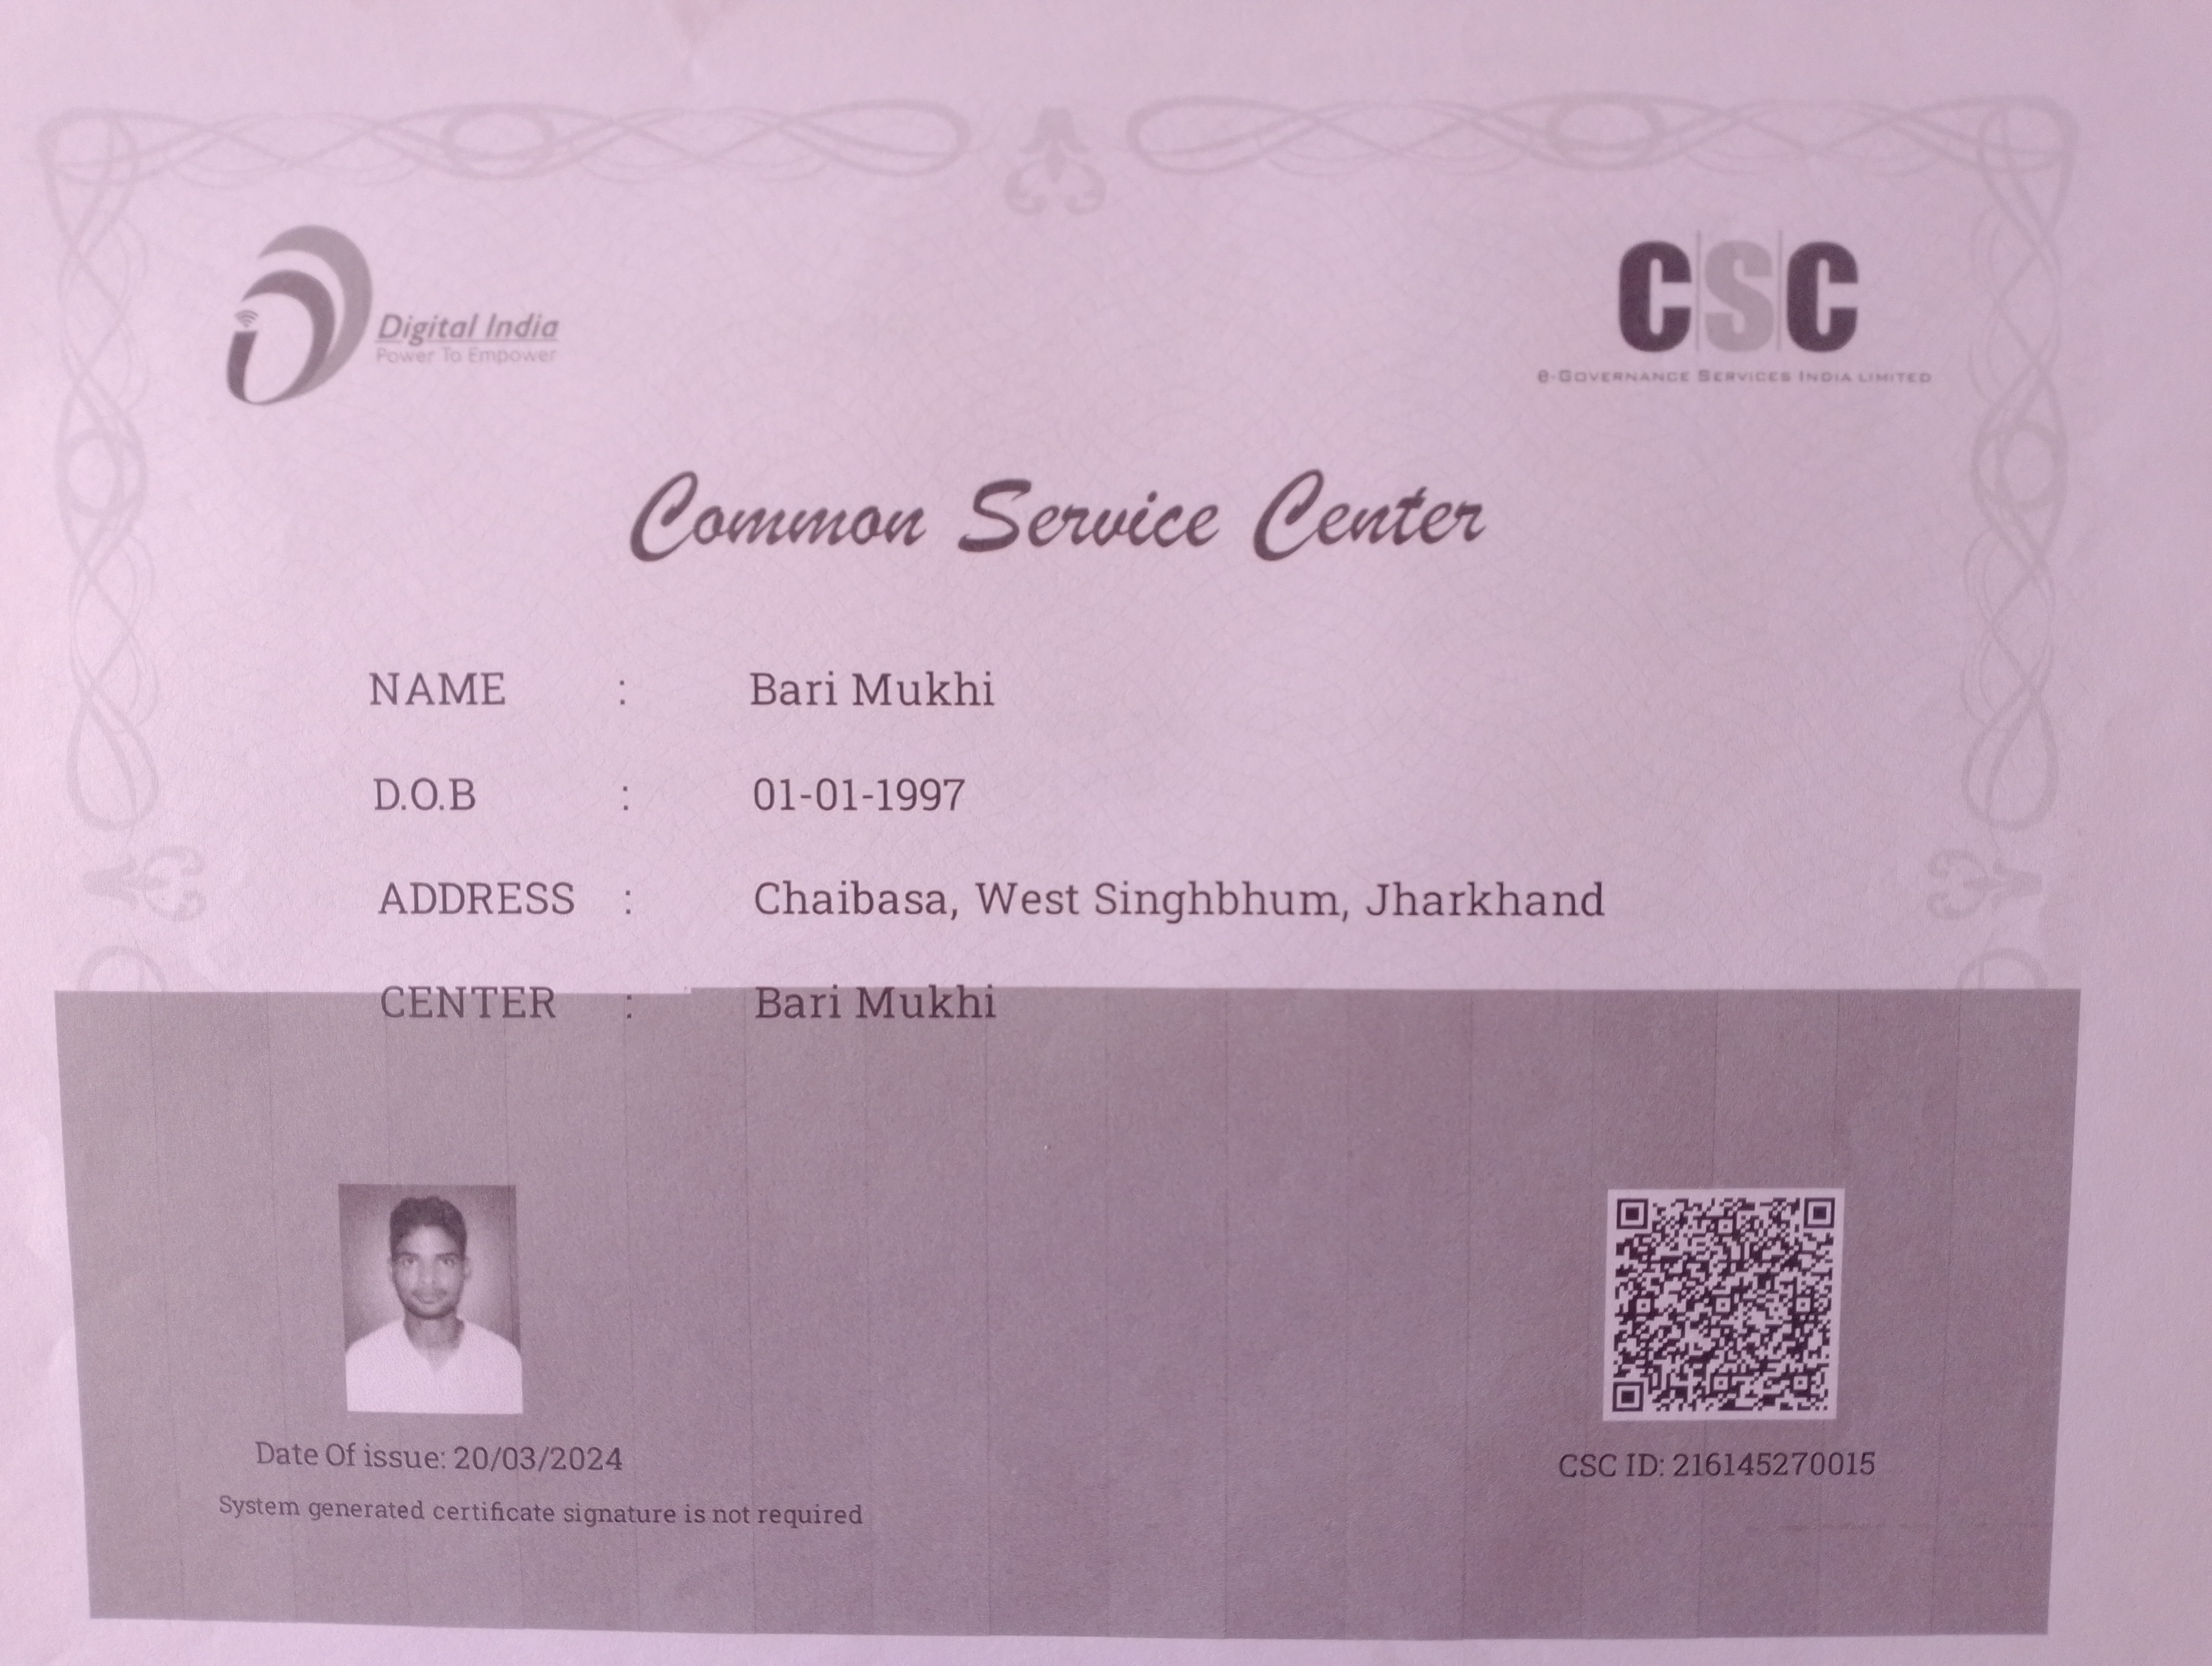 Digital India
Power To Empower
CSC
e-Governance Services India Limited
Common Service Center
NAME : Bari Mukhi
D.O.B : 01-01-1997
ADDRESS : Chaibasa, West Singhbhum, Jharkhand
CENTER : Bari Mukhi
Date Of issue: 20/03/2024
CSC ID: 216145270015
System generated certificate signature is not required